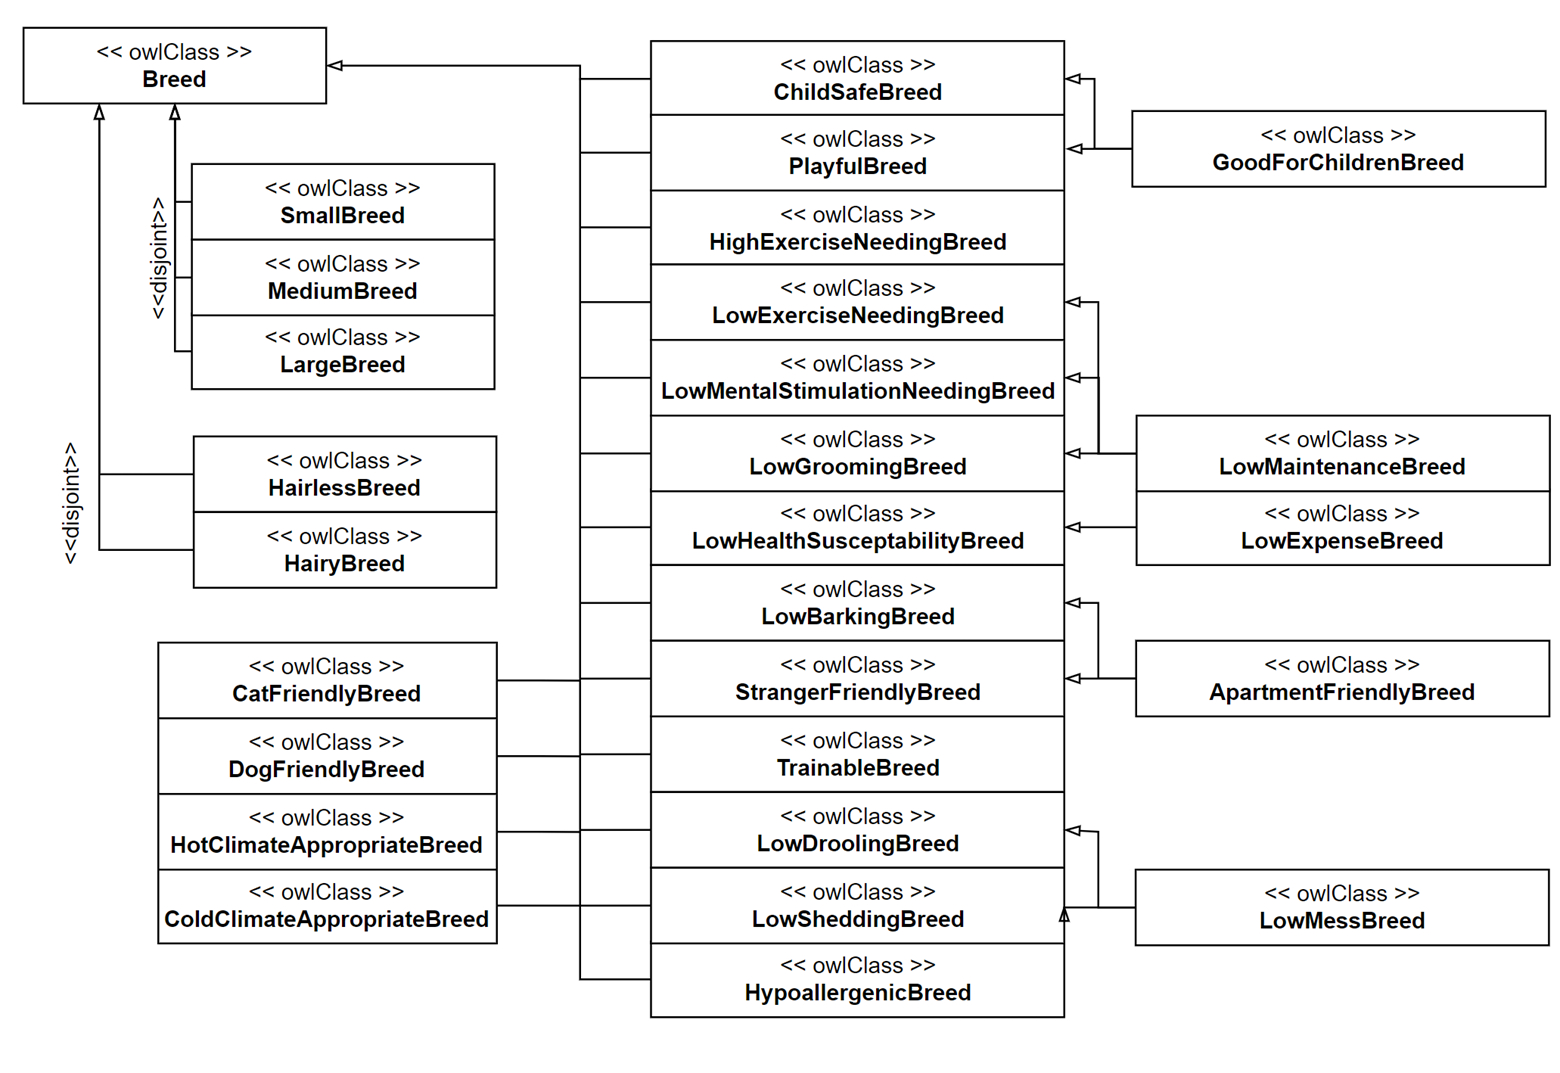 << owlClass >>
Breed
<< owlClass >>
SmallBreed
<< owlClass >>
MediumBreed
<< owlClass >>
LargeBreed
<<disjoint>>
<< owlClass >>
HairlessBreed
<< owlClass >>
HairyBreed
<<disjoint>>
<< owlClass >>
CatFriendlyBreed
<< owlClass >>
DogFriendlyBreed
<< owlClass >>
HotClimateAppropriateBreed
<< owlClass >>
ColdClimateAppropriateBreed
<< owlClass >>
ChildSafeBreed
<< owlClass >>
PlayfulBreed
<< owlClass >>
HighExerciseNeedingBreed
<< owlClass >>
LowExerciseNeedingBreed
<< owlClass >>
LowMentalStimulationNeedingBreed
<< owlClass >>
LowGroomingBreed
<< owlClass >>
LowHealthSusceptabilityBreed
<< owlClass >>
LowBarkingBreed
<< owlClass >>
StrangerFriendlyBreed
<< owlClass >>
TrainableBreed
<< owlClass >>
LowDroolingBreed
<< owlClass >>
LowSheddingBreed
<< owlClass >>
HypoallergenicBreed
<< owlClass >>
GoodForChildrenBreed
<< owlClass >>
LowMaintenanceBreed
<< owlClass >>
LowExpenseBreed
<< owlClass >>
ApartmentFriendlyBreed
<< owlClass >>
LowMessBreed